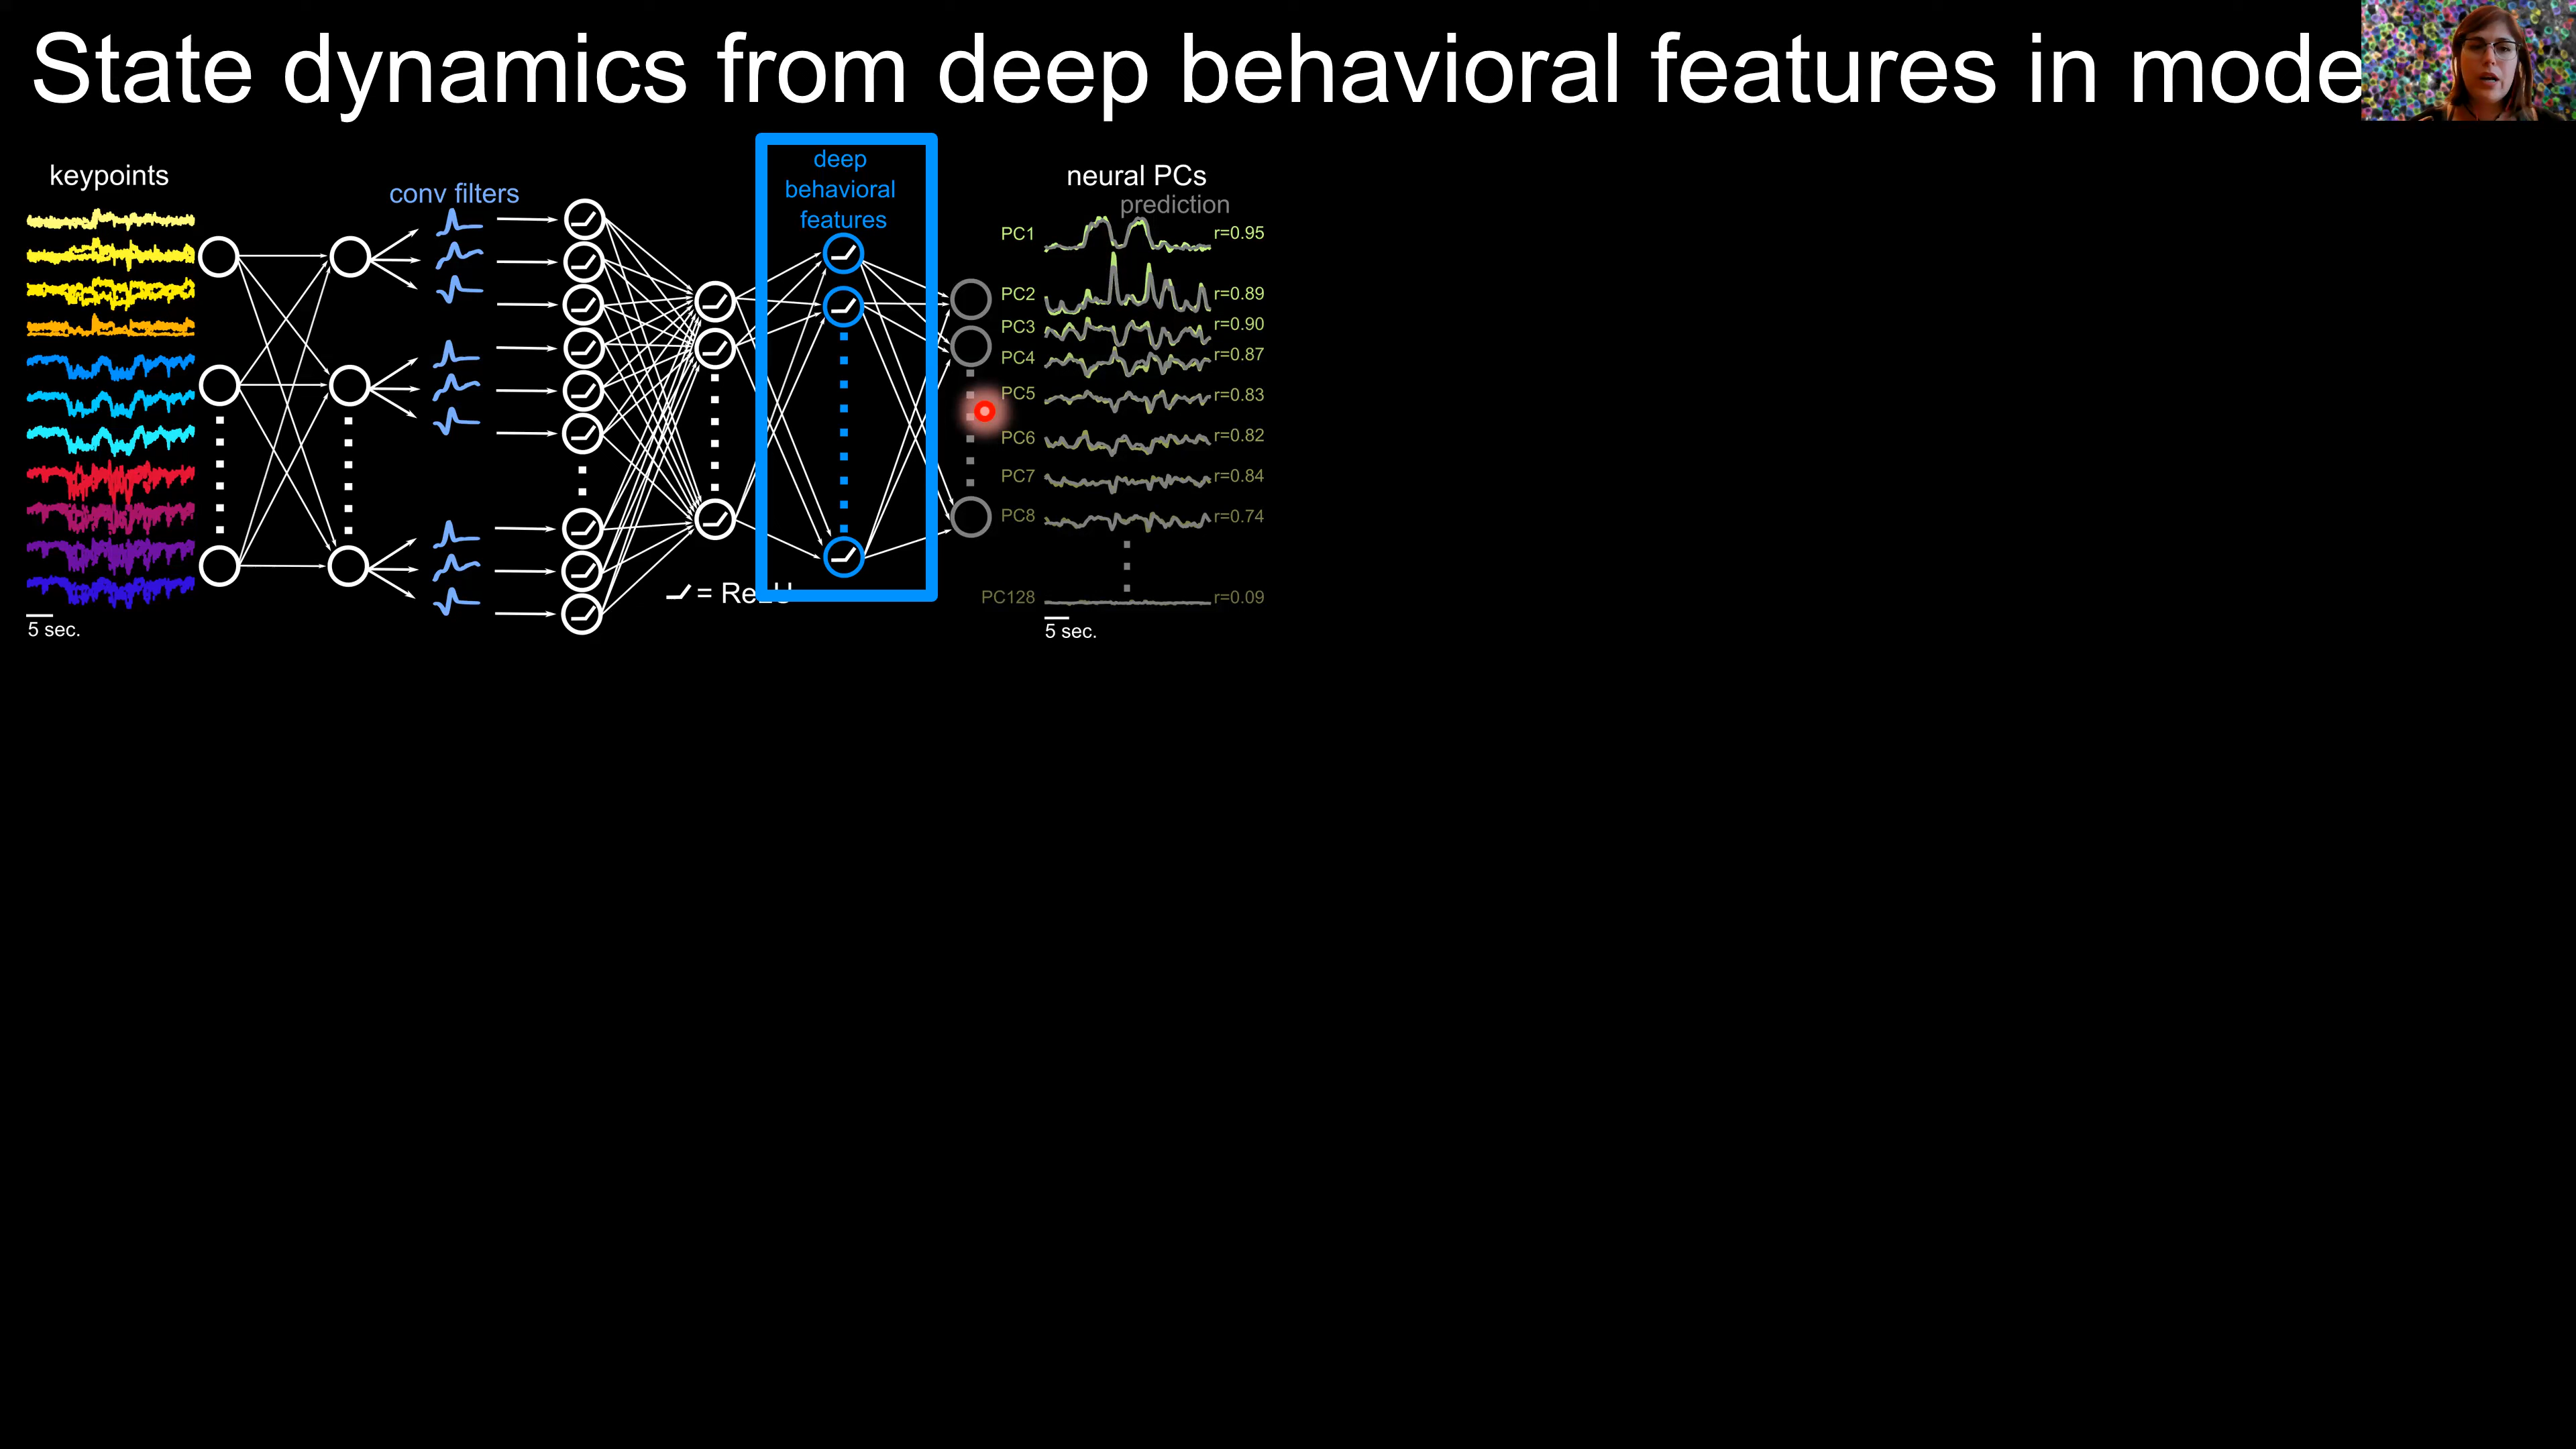 State dynamics from deep behavioral features in mode
keypoints
conv filters
deep
behavioral
features
neural PCs
prediction
PC1 r=0.95
PC2 r=0.89
PC3 r=0.90
PC4 r=0.87
PC5 r=0.83
PC6 r=0.82
PC7 r=0.84
PC8 r=0.74
= ReLU
PC128 r=0.09
5 sec.
5 sec.